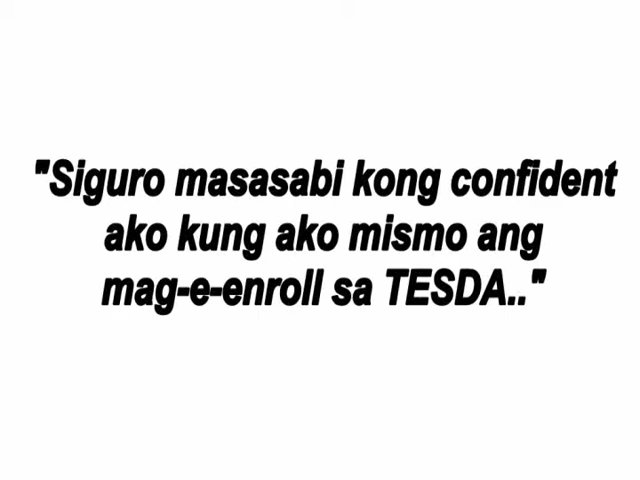 "Siguro masasabi kong confident
ako kung ako mismo ang
mag-e-enroll sa TESDA.."